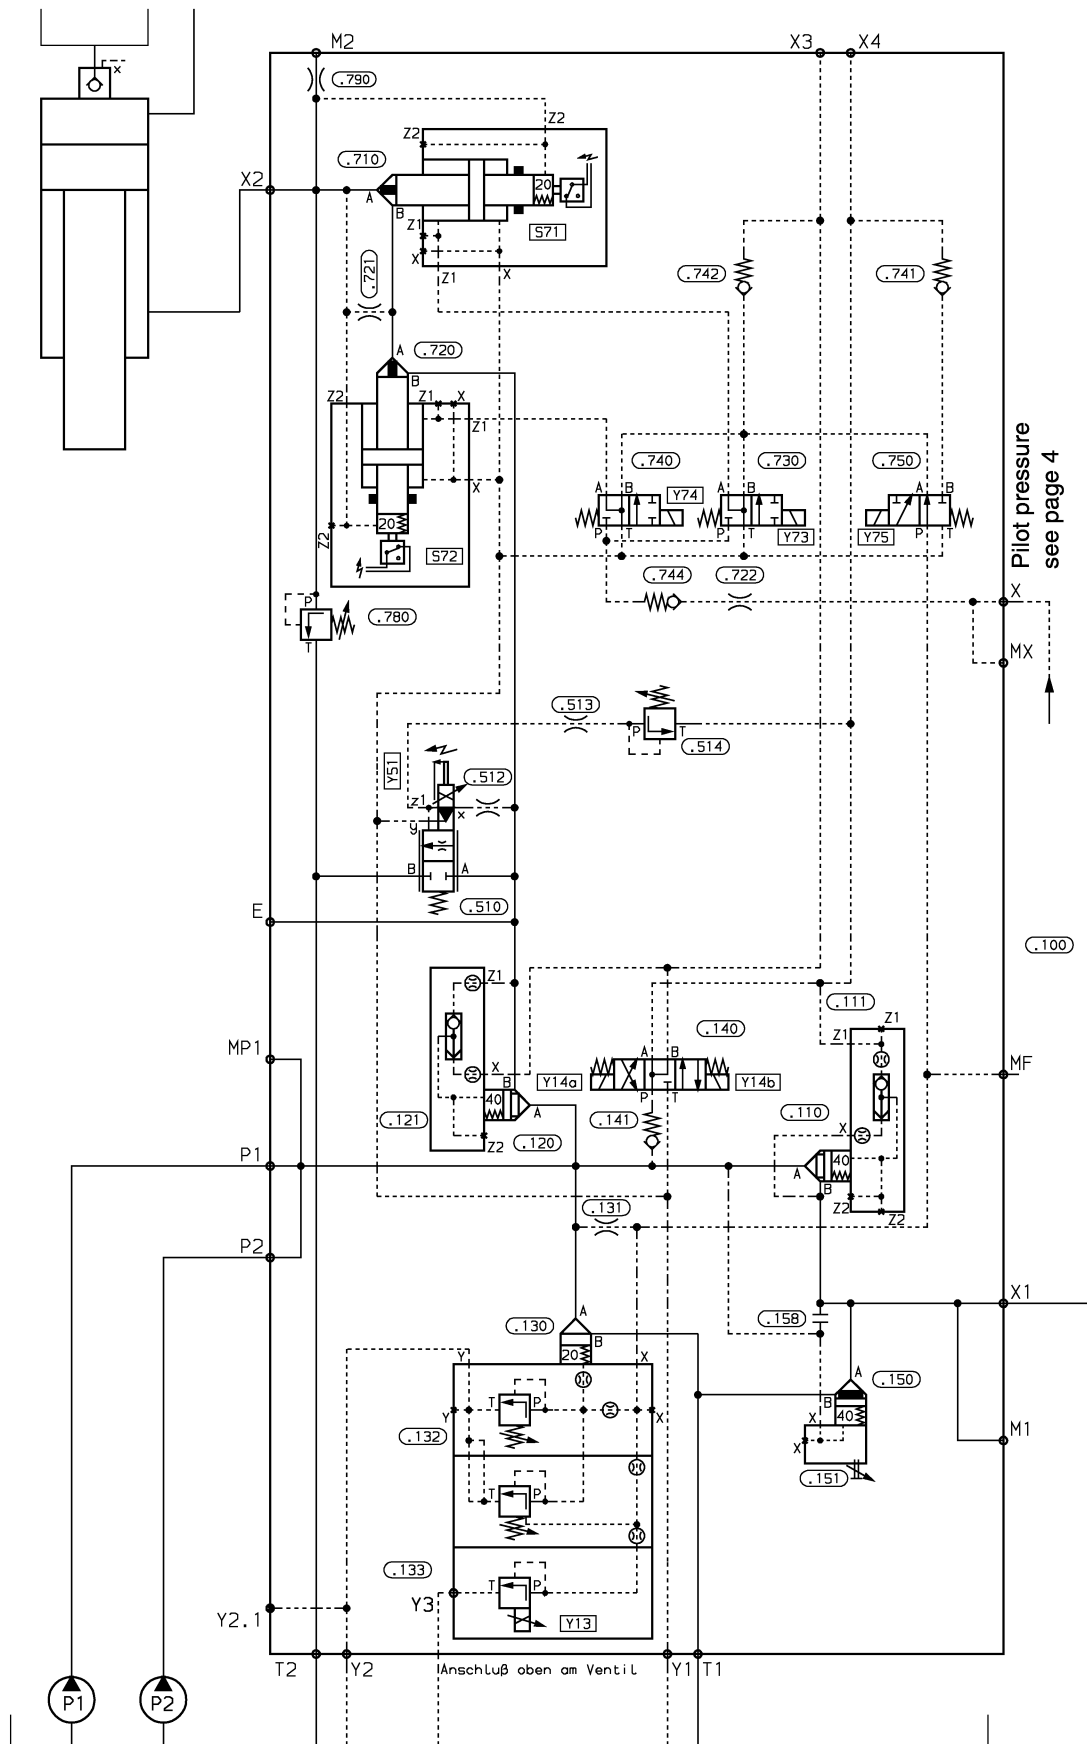 M2
X3 X4
x
.790
Z2
Z2
.710
20
X2
A
B
Z1
S71
X
Z1
X
.721
.742
.741
A
.720
B
Z2
Z1
X
Z1
X
20
Z2
S72
.740
.730
.750
A B
Y74
A B
A B
P T
P T
Y73
Y75
P T
Pilot pressure
see page 4
.744
.722
X
MX
P
.780
T
.513
P T
.514
Y51
.512
z1
x
y
B A
.510
E
.100
Z1
.111
Z1
Z1
.140
MP1
X
A B
MF
Y14a
Y14b
B
40
A
P T
.121
.141
.110
X
.120
Z2
P1
A
40
B
Z2
Z2
.131
P2
X1
A
.158
.130
B
20
Y
X
A
.150
B
T P
Y
X
X
40
.132
X
M1
.151
T P
.133
T P
Y3
Y13
Y2.1
T2
Y2
Anschluß oben am Ventil
Y1
T1
P1
P2